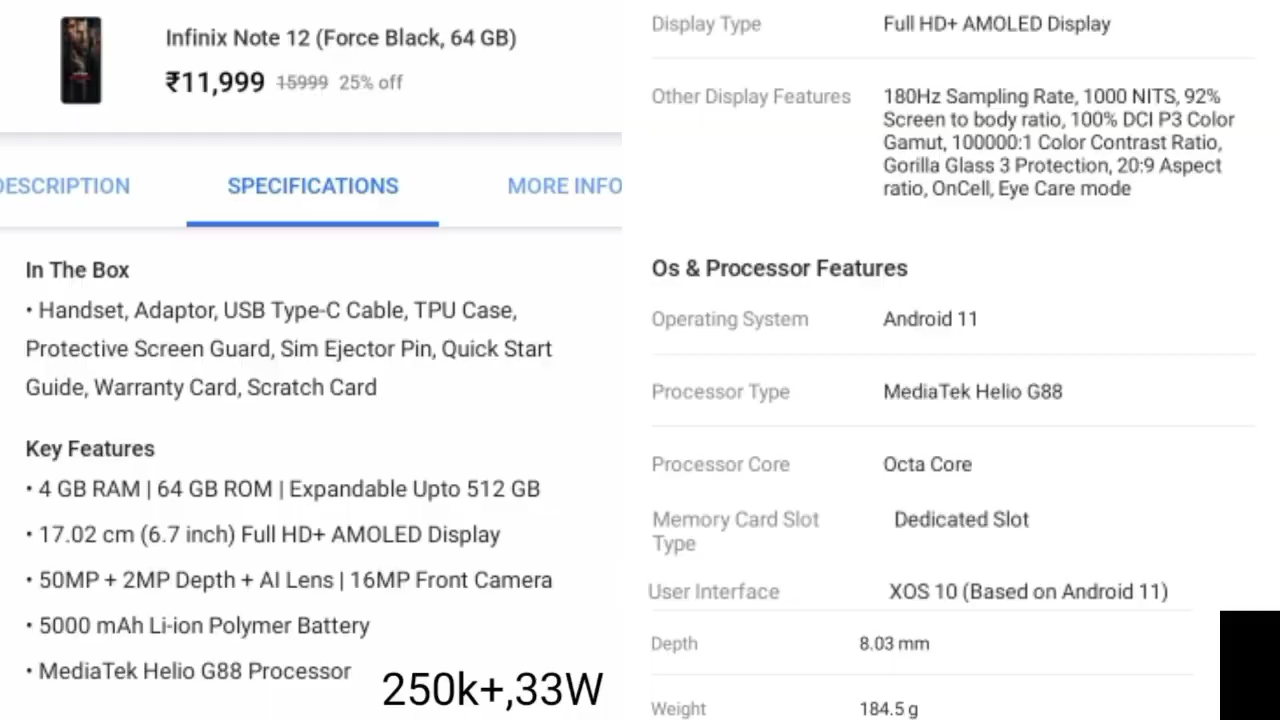 Infinix Note 12 (Force Black, 64 GB)
₹11,999 15999 25% off
DESCRIPTION SPECIFICATIONS MORE INFO
In The Box
• Handset, Adaptor, USB Type-C Cable, TPU Case,
Protective Screen Guard, Sim Ejector Pin, Quick Start
Guide, Warranty Card, Scratch Card
Key Features
• 4 GB RAM | 64 GB ROM | Expandable Upto 512 GB
• 17.02 cm (6.7 inch) Full HD+ AMOLED Display
• 50MP + 2MP Depth + AI Lens | 16MP Front Camera
• 5000 mAh Li-ion Polymer Battery
• MediaTek Helio G88 Processor
250k+,33W
Display Type Full HD+ AMOLED Display
Other Display Features 180Hz Sampling Rate, 1000 NITS, 92%
Screen to body ratio, 100% DCI P3 Color
Gamut, 100000:1 Color Contrast Ratio,
Gorilla Glass 3 Protection, 20:9 Aspect
ratio, OnCell, Eye Care mode
Os & Processor Features
Operating System Android 11
Processor Type MediaTek Helio G88
Processor Core Octa Core
Memory Card Slot Dedicated Slot
Type
User Interface XOS 10 (Based on Android 11)
Depth 8.03 mm
Weight 184.5 g